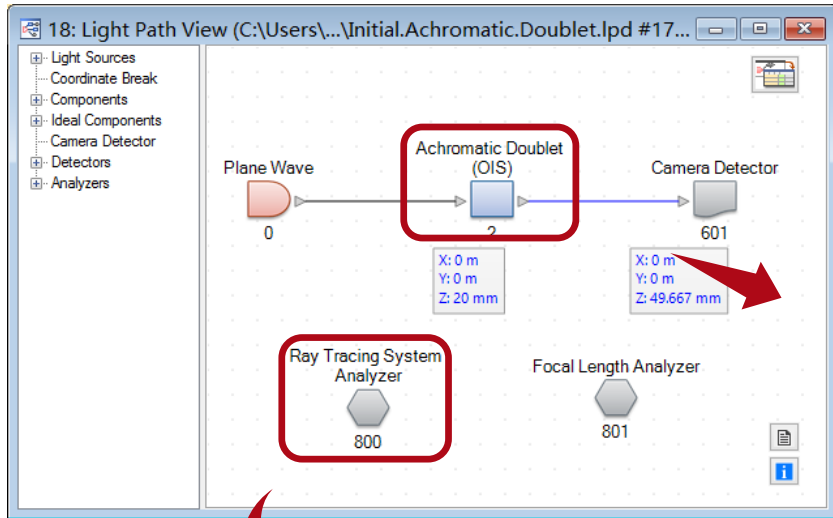 18: Light Path View (C:\Users\...\Initial.Achromatic.Doublet.lpd #17...
Light Sources
Coordinate Break
Components
Ideal Components
Camera Detector
Detectors
Analyzers
Plane Wave
0
Achromatic Doublet
(OIS)
2
X: 0 m
Y: 0 m
Z: 20 mm
Camera Detector
601
X: 0 m
Y: 0 m
Z: 49.667 mm
Ray Tracing System
Analyzer
800
Focal Length Analyzer
801